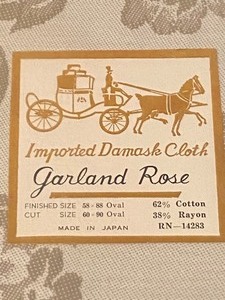 Imported Damask Cloth
Garland Rose
FINISHED SIZE 58 × 88 Oval 62% Cotton
CUT SIZE 60 × 90 Oval 38% Rayon
MADE IN JAPAN RN—14283